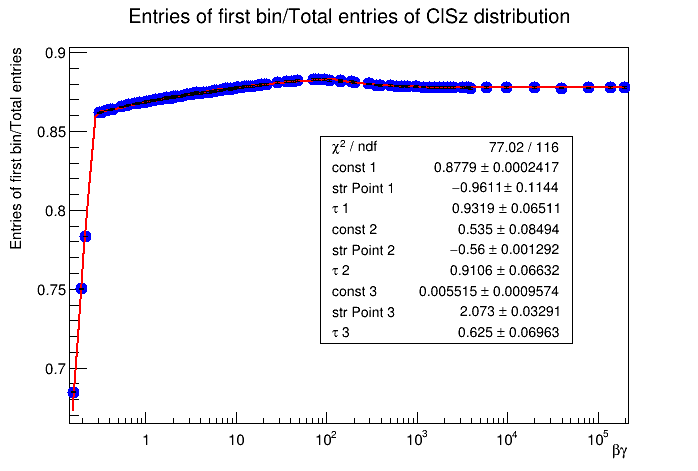 Entries of first bin/Total entries of ClSz distribution
Entries of first bin/Total entries
0.9
0.85
0.8
0.75
0.7
χ² / ndf 77.02 / 116
const 1 0.8779 ± 0.0002417
str Point 1 −0.9611 ± 0.1144
τ 1 0.9319 ± 0.06511
const 2 0.535 ± 0.08494
str Point 2 −0.56 ± 0.001292
τ 2 0.9106 ± 0.06632
const 3 0.005515 ± 0.0009574
str Point 3 2.073 ± 0.03291
τ 3 0.625 ± 0.06963
1 10 10² 10³ 10⁴ 10⁵
βγ